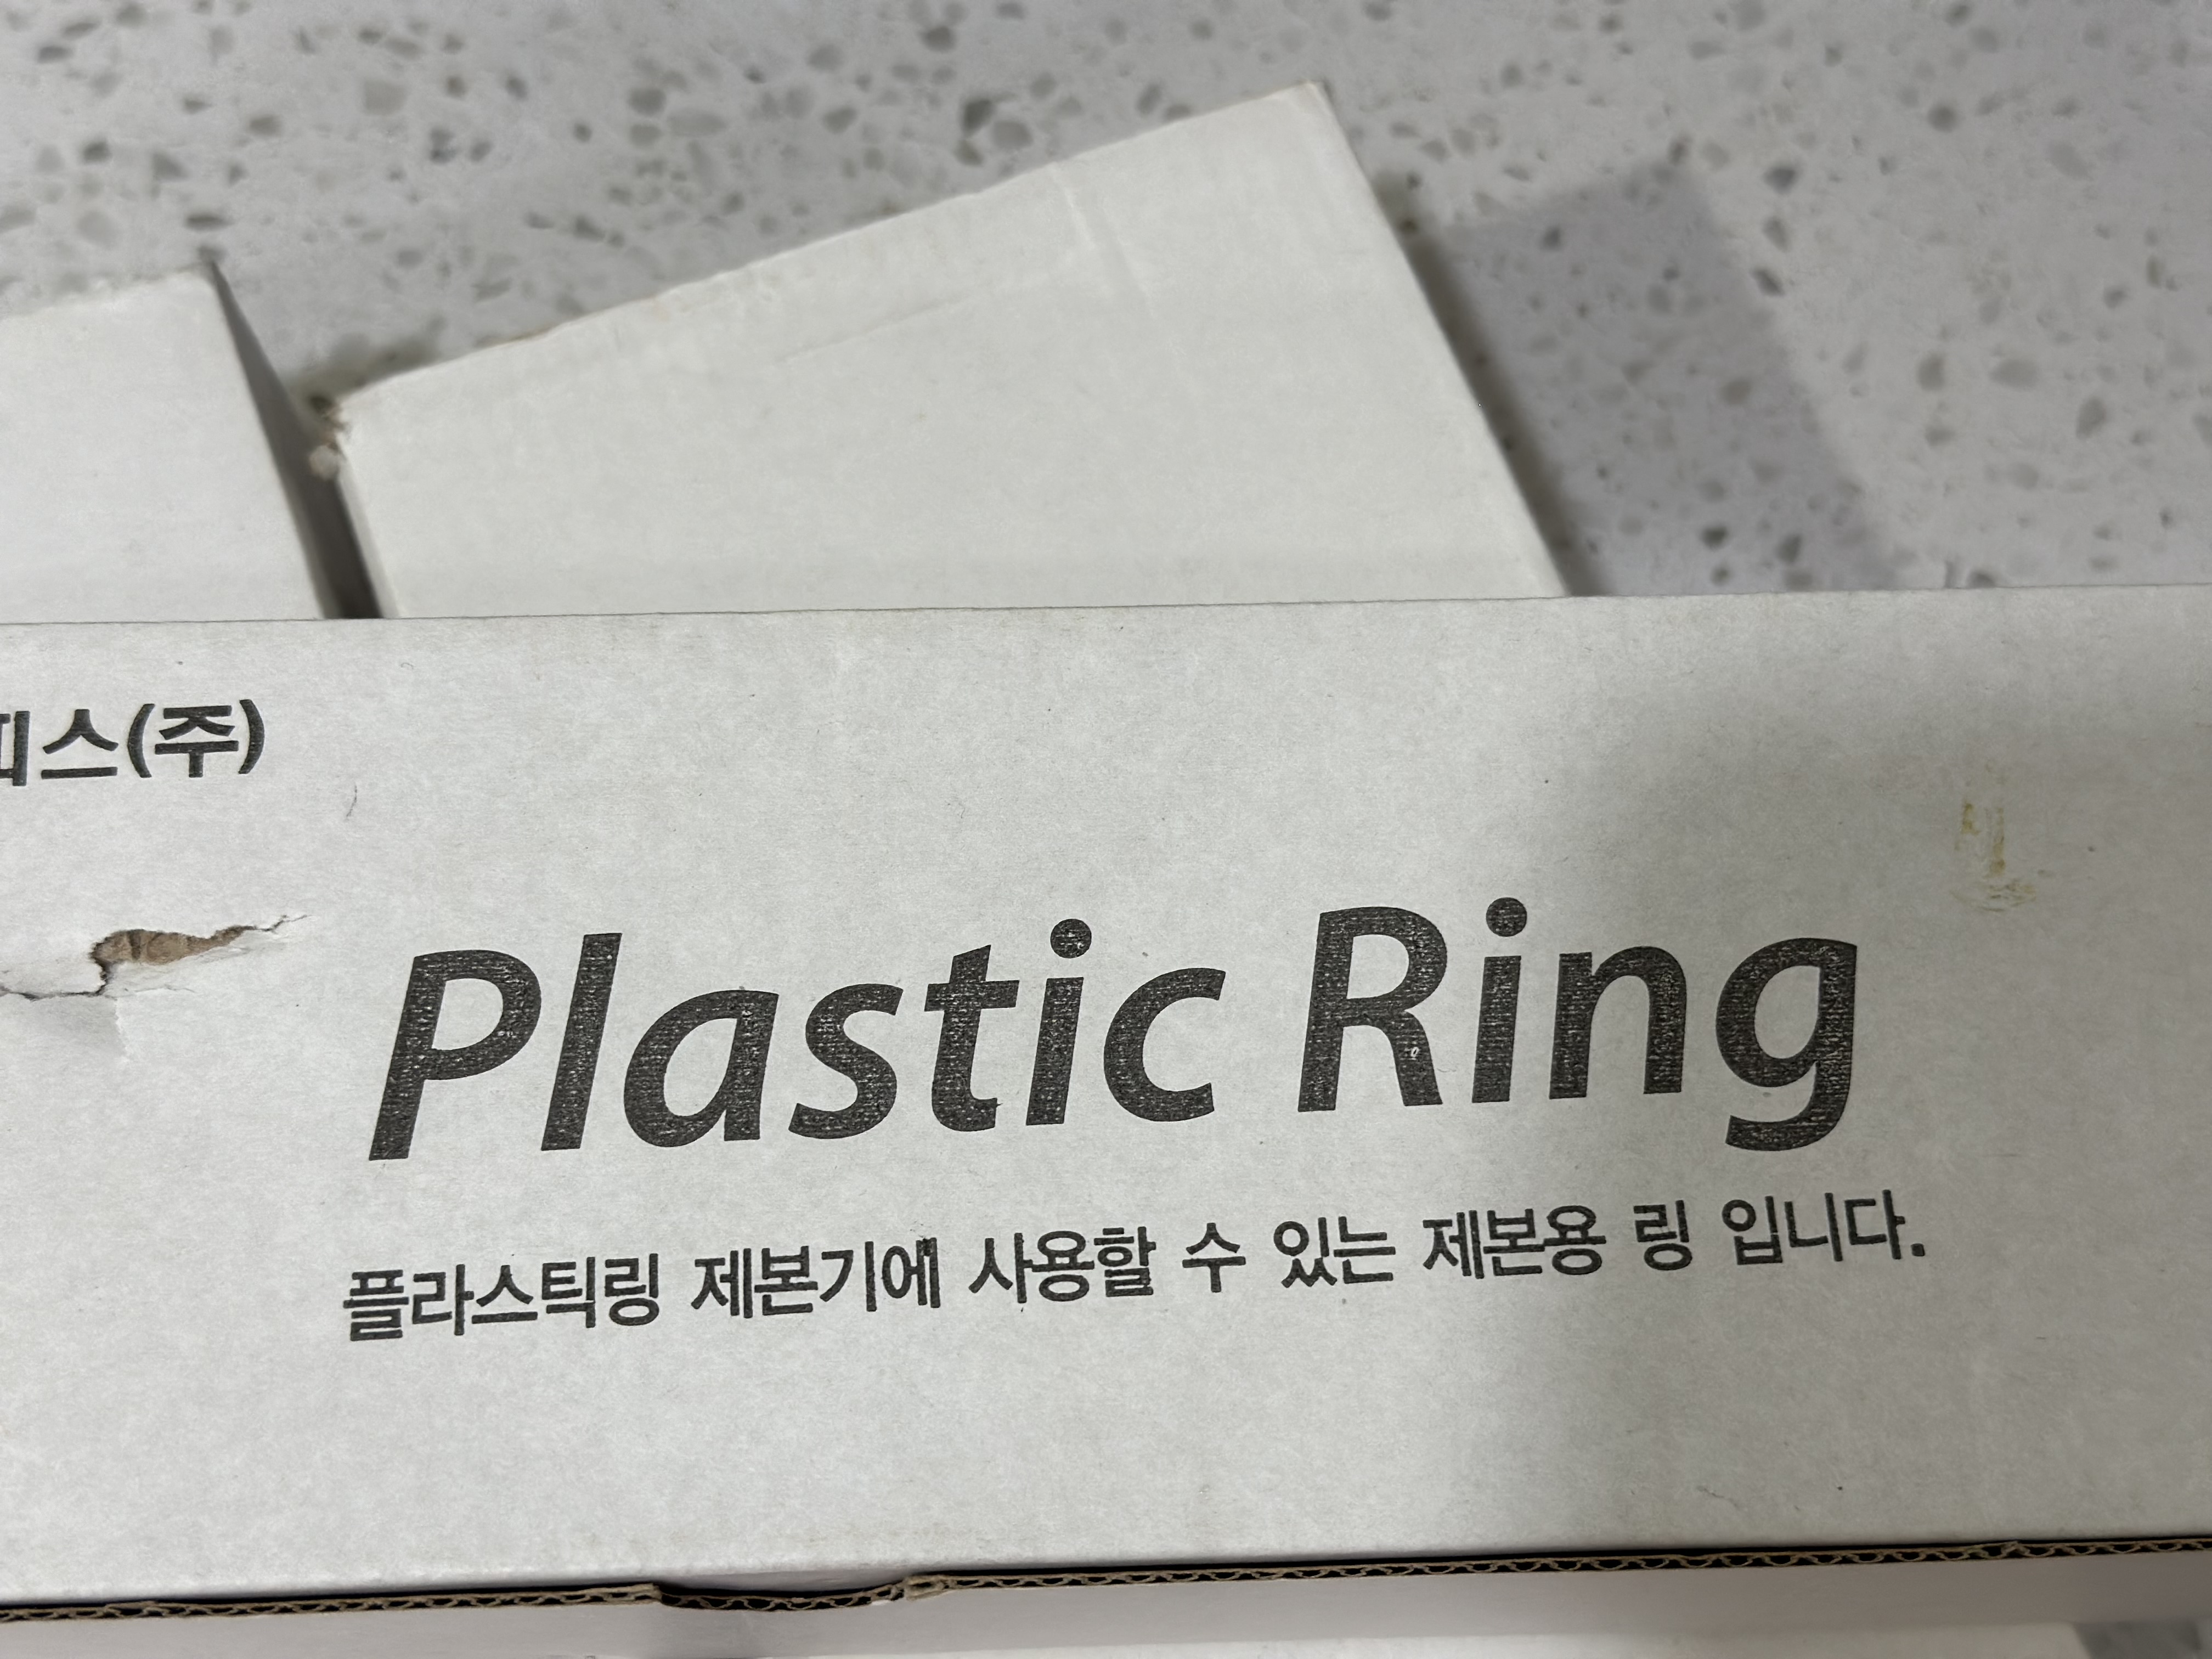 스(주)
Plastic Ring
플라스틱링 제본기에 사용할 수 있는 제본용 링 입니다.